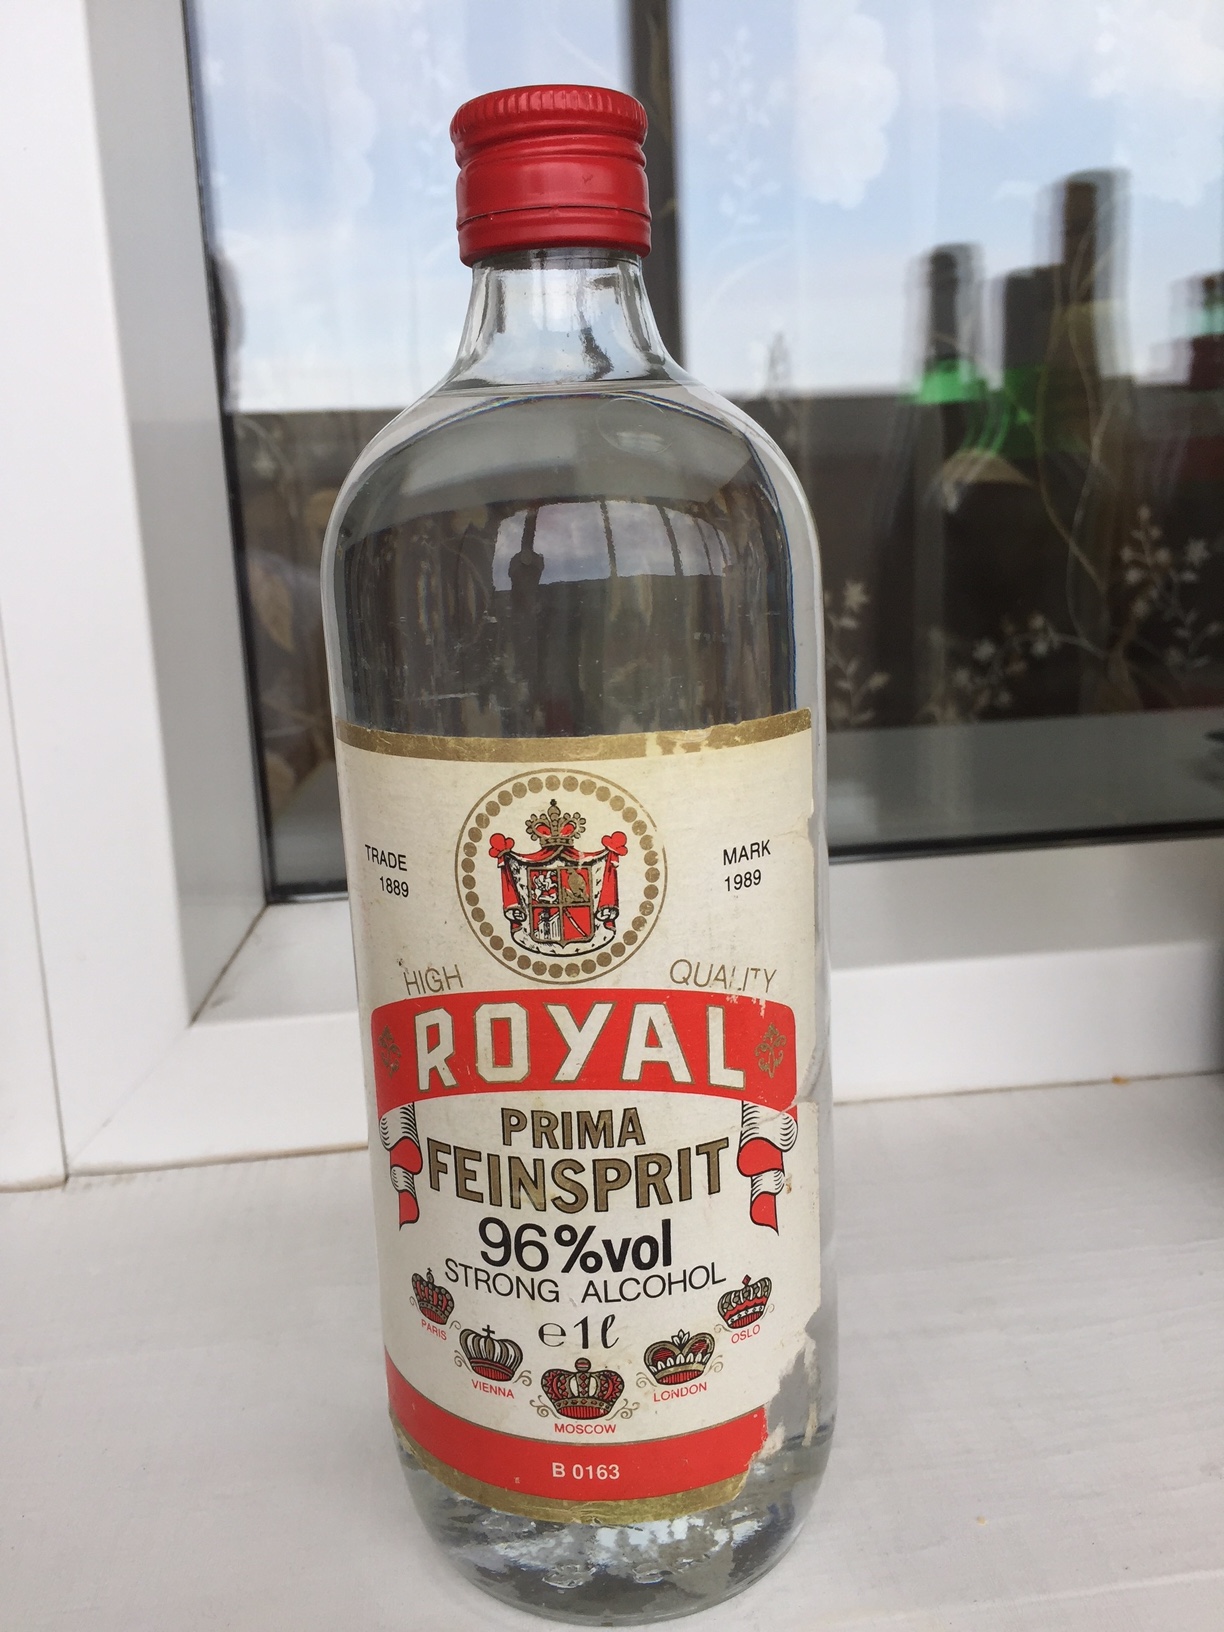 TRADE MARK
1889 1989
HIGH QUALITY
ROYAL
PRIMA
FEINSPRIT
96%vol
STRONG ALCOHOL
℮1ℓ
PARIS OSLO
VIENNA LONDON
MOSCOW
B 0163